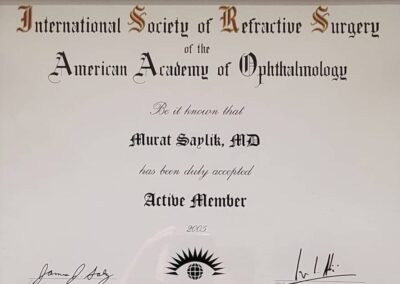 International Society of Refractive Surgery
of the
American Academy of Ophthalmology
Be it known that
Murat Saylik, MD
has been duly accepted
Active Member
2005